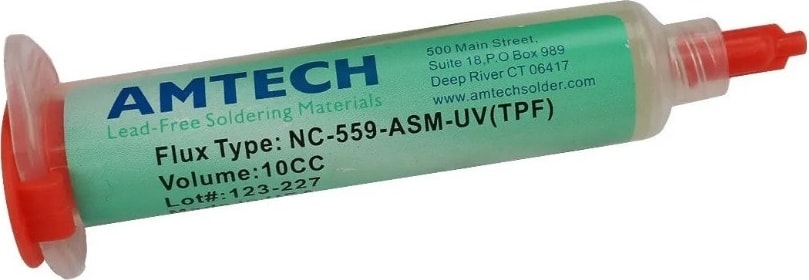 AMTECH
Lead-Free Soldering Materials
500 Main Street,
Suite 18,P.O Box 989
Deep River CT 06417
www.amtechsolder.com
Flux Type: NC-559-ASM-UV(TPF)
Volume:10CC
Lot#:123-227